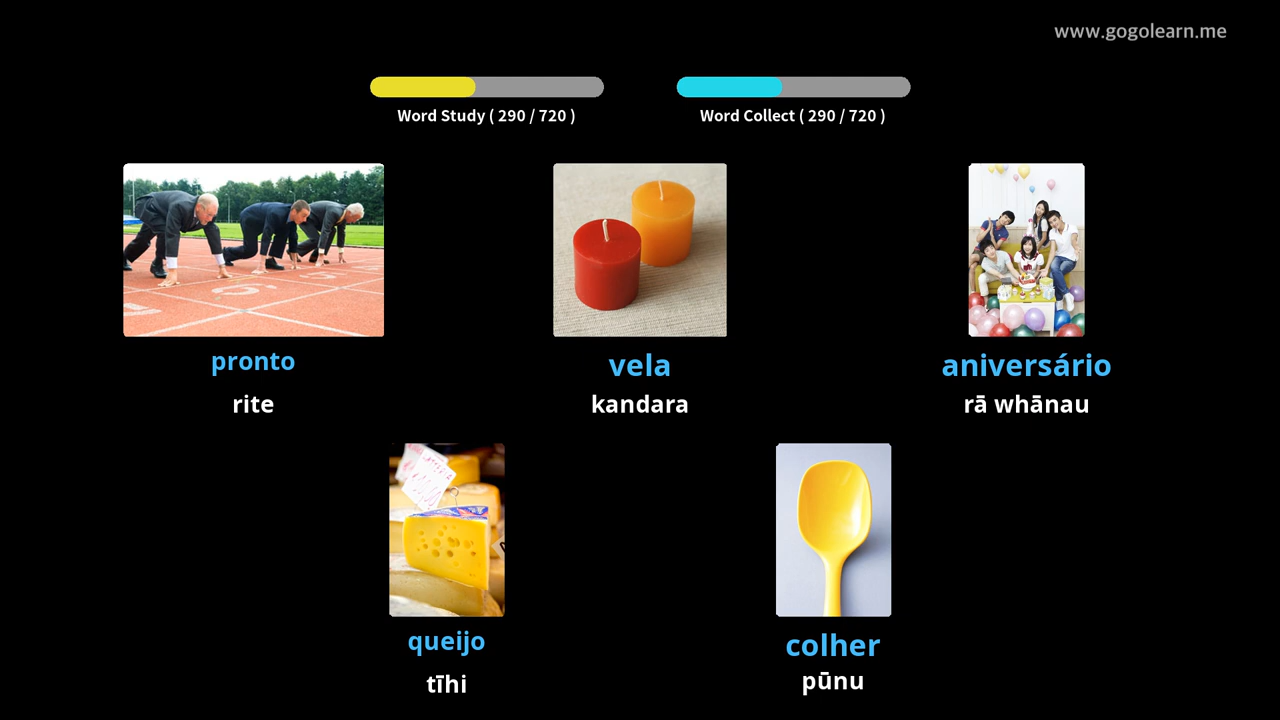 www.gogolearn.me
Word Study ( 290 / 720 )
Word Collect ( 290 / 720 )
pronto
rite
vela
kandara
aniversário
rā whānau
queijo
tīhi
colher
pūnu